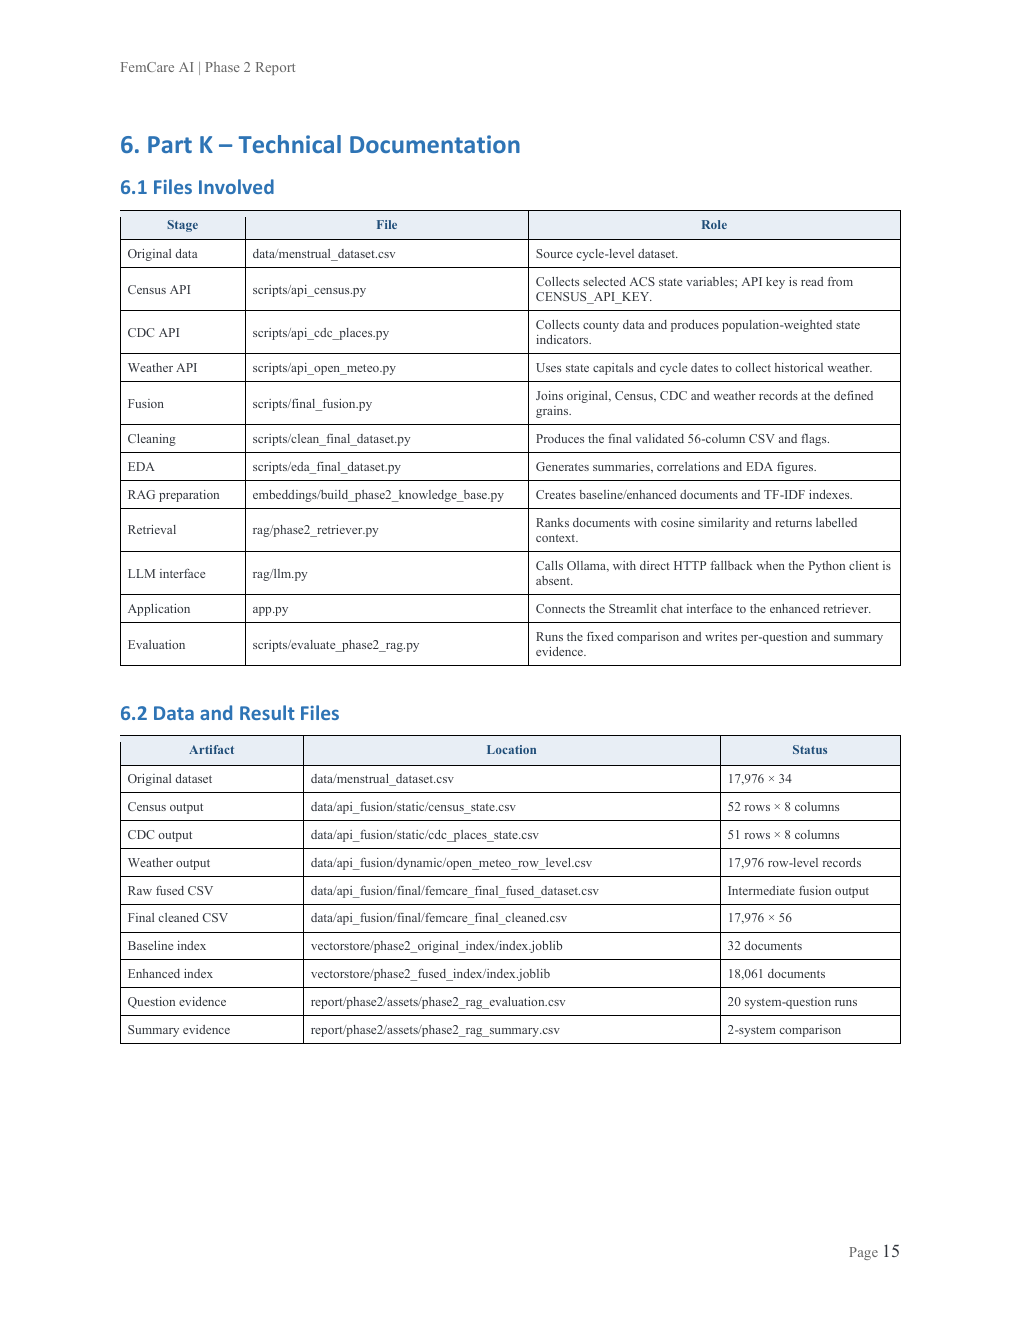 FemCare AI | Phase 2 Report
6. Part K – Technical Documentation
6.1 Files Involved
Stage File Role
Original data data/menstrual_dataset.csv Source cycle-level dataset.
Census API scripts/api_census.py Collects selected ACS state variables; API key is read from
CENSUS_API_KEY.
CDC API scripts/api_cdc_places.py Collects county data and produces population-weighted state
indicators.
Weather API scripts/api_open_meteo.py Uses state capitals and cycle dates to collect historical weather.
Fusion scripts/final_fusion.py Joins original, Census, CDC and weather records at the defined
grains.
Cleaning scripts/clean_final_dataset.py Produces the final validated 56-column CSV and flags.
EDA scripts/eda_final_dataset.py Generates summaries, correlations and EDA figures.
RAG preparation embeddings/build_phase2_knowledge_base.py Creates baseline/enhanced documents and TF-IDF indexes.
Retrieval rag/phase2_retriever.py Ranks documents with cosine similarity and returns labelled
context.
LLM interface rag/llm.py Calls Ollama, with direct HTTP fallback when the Python client is
absent.
Application app.py Connects the Streamlit chat interface to the enhanced retriever.
Evaluation scripts/evaluate_phase2_rag.py Runs the fixed comparison and writes per-question and summary
evidence.
6.2 Data and Result Files
Artifact Location Status
Original dataset data/menstrual_dataset.csv 17,976 × 34
Census output data/api_fusion/static/census_state.csv 52 rows × 8 columns
CDC output data/api_fusion/static/cdc_places_state.csv 51 rows × 8 columns
Weather output data/api_fusion/dynamic/open_meteo_row_level.csv 17,976 row-level records
Raw fused CSV data/api_fusion/final/femcare_final_fused_dataset.csv Intermediate fusion output
Final cleaned CSV data/api_fusion/final/femcare_final_cleaned.csv 17,976 × 56
Baseline index vectorstore/phase2_original_index/index.joblib 32 documents
Enhanced index vectorstore/phase2_fused_index/index.joblib 18,061 documents
Question evidence report/phase2/assets/phase2_rag_evaluation.csv 20 system-question runs
Summary evidence report/phase2/assets/phase2_rag_summary.csv 2-system comparison
Page 15